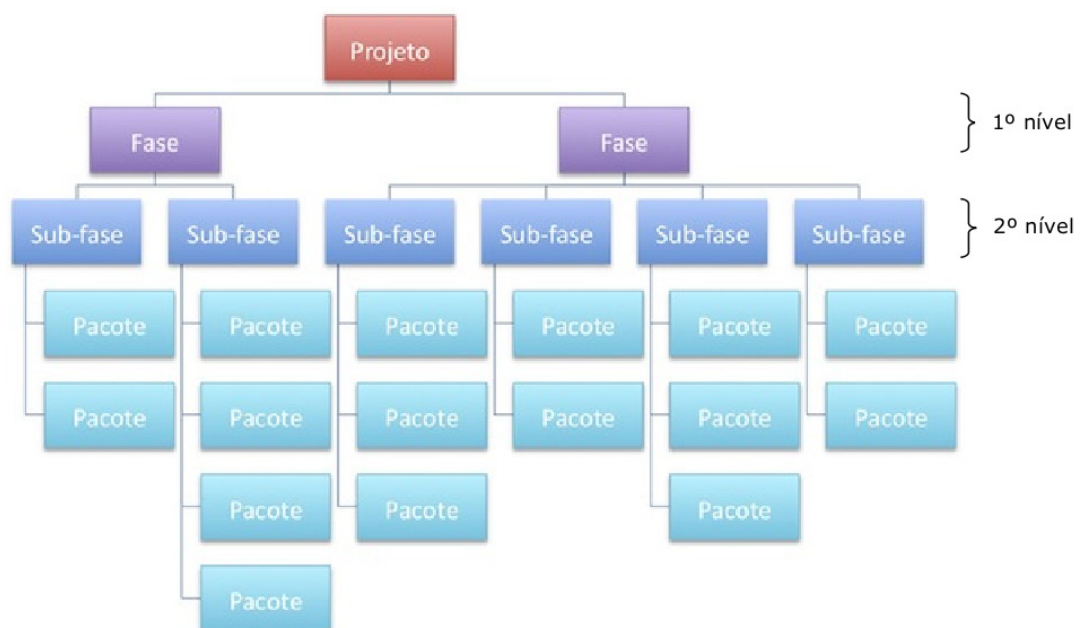 Projeto
Fase Fase 1º nível
Sub-fase Sub-fase Sub-fase Sub-fase Sub-fase Sub-fase 2º nível
Pacote Pacote Pacote Pacote Pacote Pacote
Pacote Pacote Pacote Pacote Pacote Pacote
Pacote Pacote Pacote
Pacote